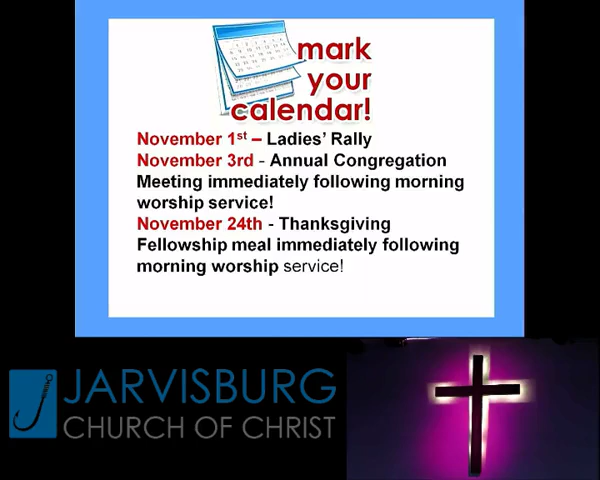 mark
your
calendar!
November 1st – Ladies’ Rally
November 3rd - Annual Congregation
Meeting immediately following morning
worship service!
November 24th - Thanksgiving
Fellowship meal immediately following
morning worship service!
JARVISBURG
CHURCH OF CHRIST